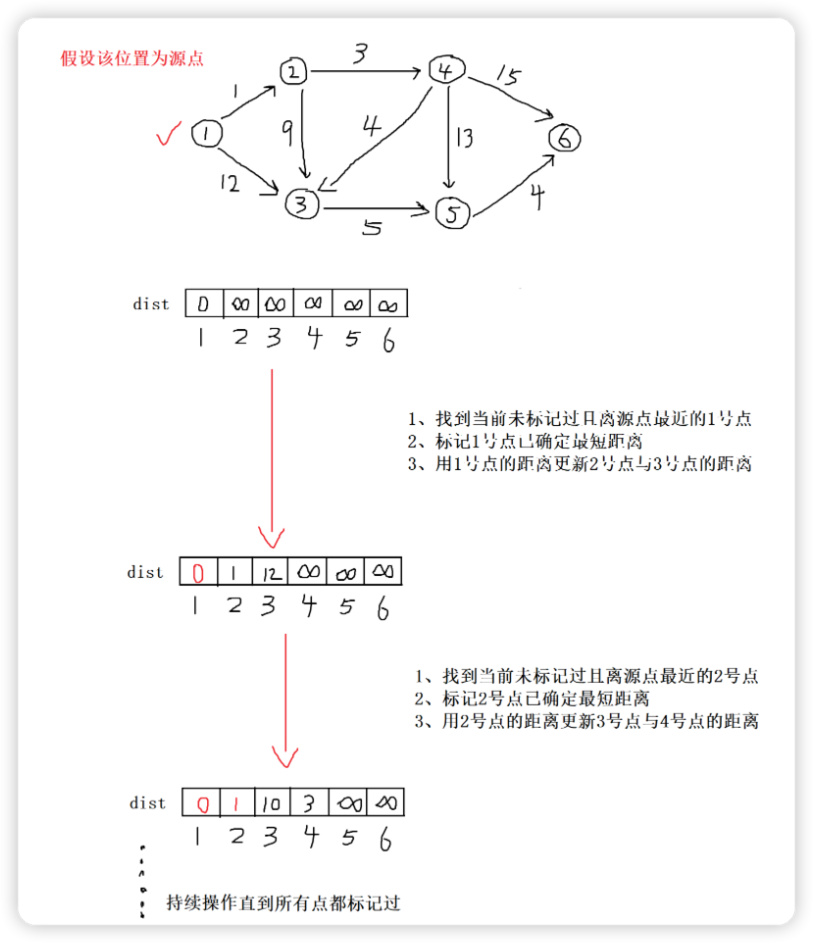 假设该位置为源点
3
2
4
15
1
1
9
4
13
6
12
3
5
5
4
dist 0 ∞ ∞ ∞ ∞ ∞
1 2 3 4 5 6
1、找到当前未标记过且离源点最近的1号点
2、标记1号点已确定最短距离
3、用1号点的距离更新2号点与3号点的距离
dist 0 1 12 ∞ ∞ ∞
1 2 3 4 5 6
1、找到当前未标记过且离源点最近的2号点
2、标记2号点已确定最短距离
3、用2号点的距离更新3号点与4号点的距离
dist 0 1 10 3 ∞ ∞
1 2 3 4 5 6
持续操作直到所有点都标记过